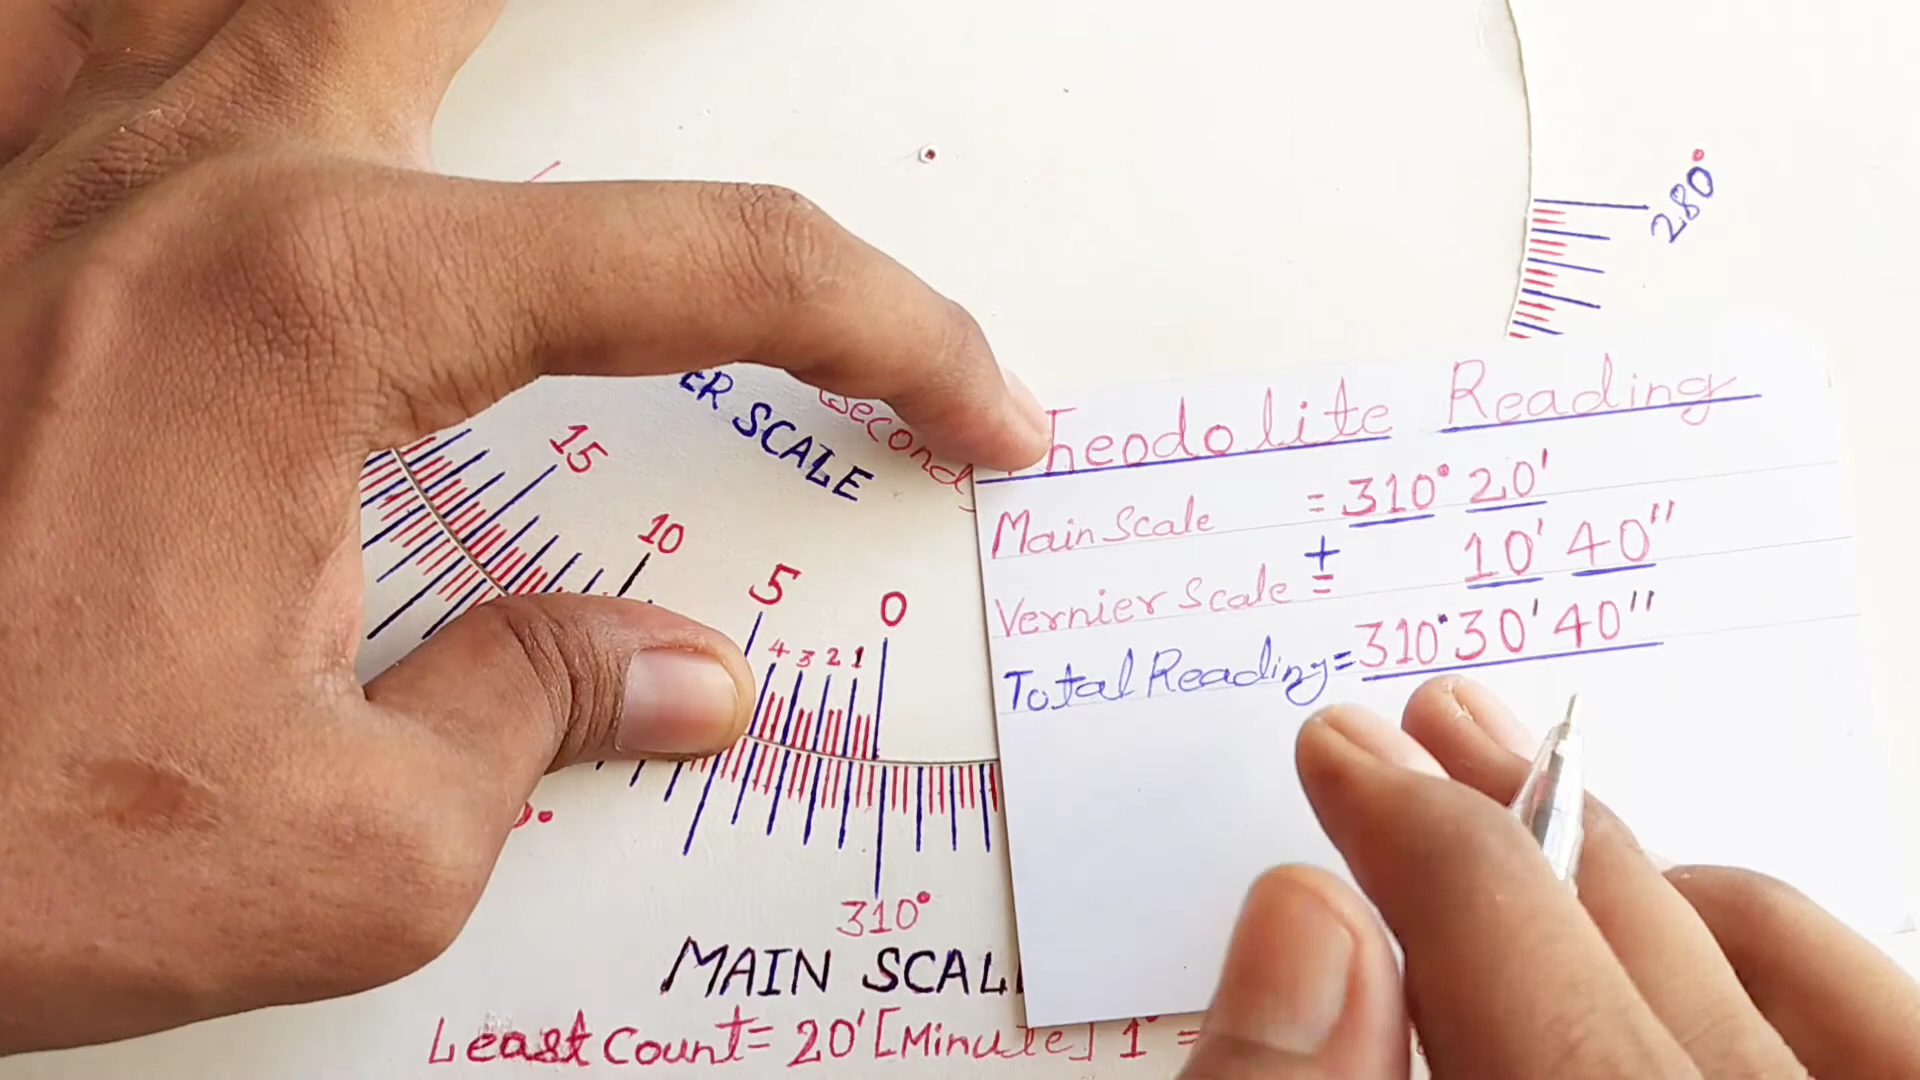 280°
Theodolite Reading
Main Scale = 310° 20'
+
Vernier Scale = 10' 40"
Total Reading = 310° 30' 40"
ER SCALE
Second
15
10
5
0
4 3 2 1
310°
MAIN SCAL
Least Count = 20' [Minute] 1° =